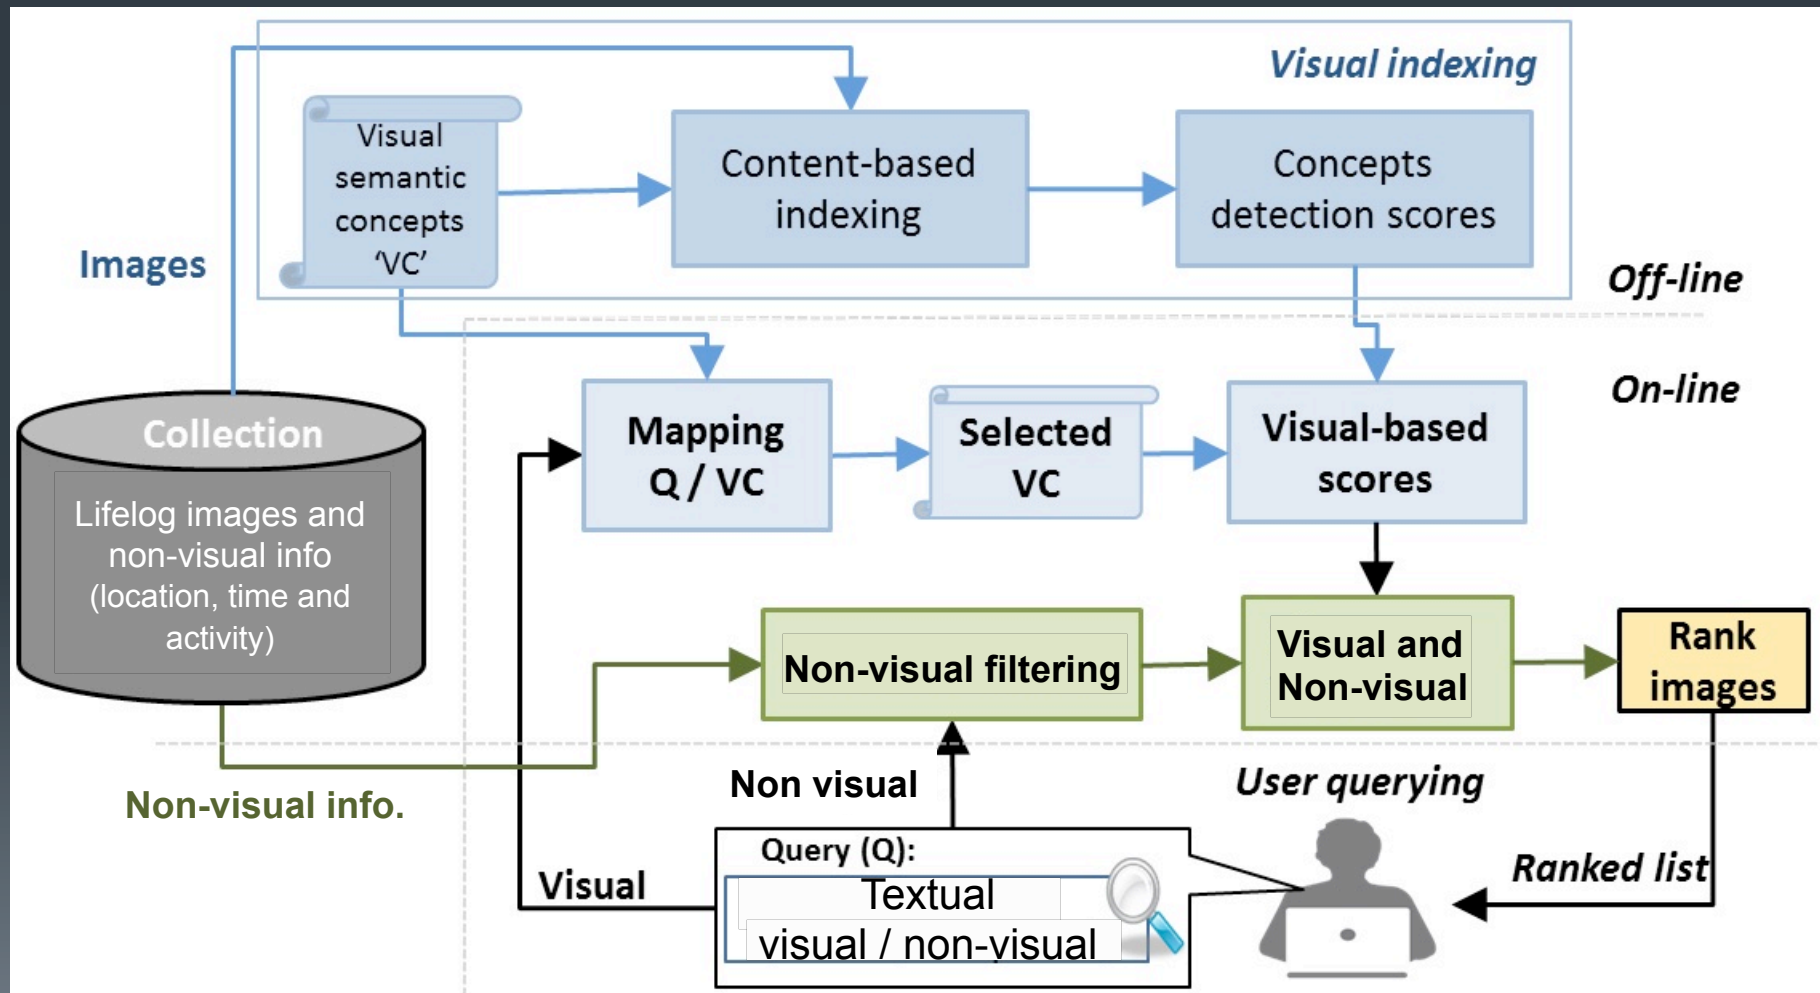 Visual indexing
Visual
semantic
concepts
‘VC’
Content-based
indexing
Concepts
detection scores
Images
Off-line
On-line
Collection
Lifelog images and
non-visual info
(location, time and
activity)
Mapping
Q / VC
Selected
VC
Visual-based
scores
Non-visual filtering
Visual and
Non-visual
Rank
images
Non-visual info.
Non visual
User querying
Query (Q):
Textual
visual / non-visual
Visual
Ranked list